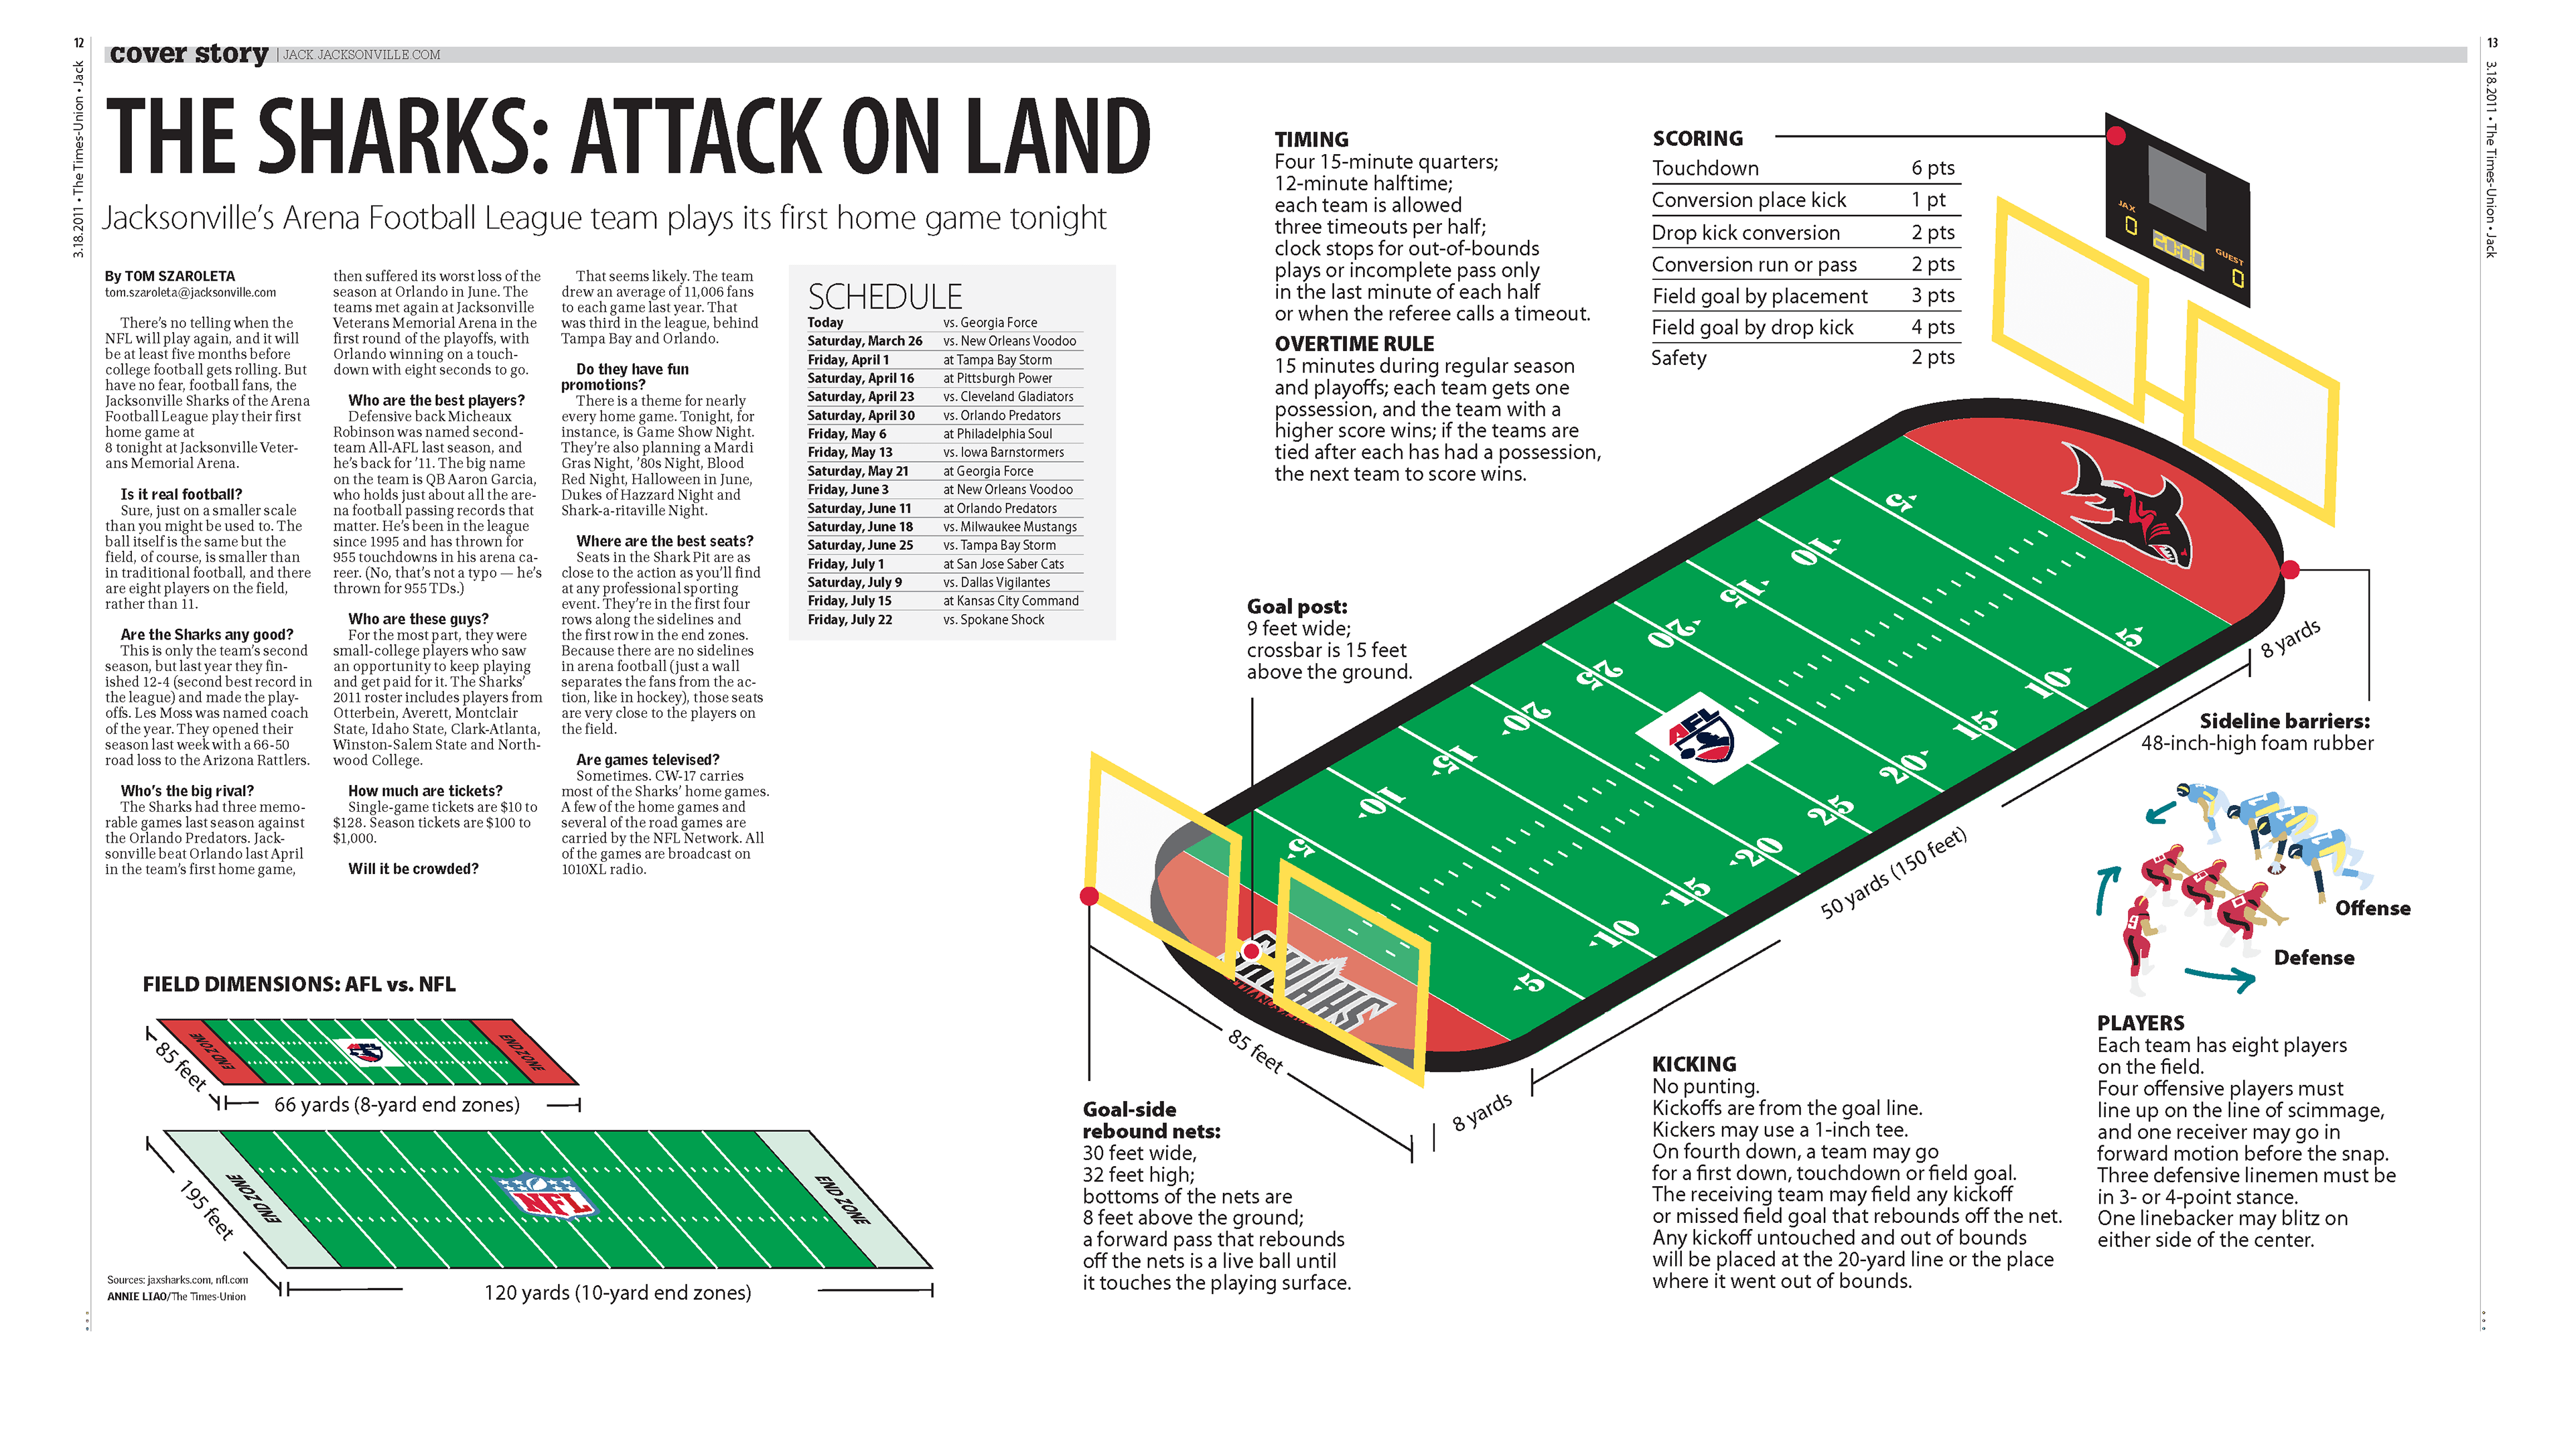 12
3.18.2011 • The Times-Union • Jack
cover story | JACK.JACKSONVILLE.COM
THE SHARKS: ATTACK ON LAND
Jacksonville's Arena Football League team plays its first home game tonight
By TOM SZAROLETA
tom.szaroleta@jacksonville.com
There's no telling when the
NFL will play again, and it will
be at least five months before
college football gets rolling. But
have no fear, football fans, the
Jacksonville Sharks of the Arena
Football League play their first
home game at
8 tonight at Jacksonville Veter-
ans Memorial Arena.
Is it real football?
Sure, just on a smaller scale
than you might be used to. The
ball itself is the same but the
field, of course, is smaller than
in traditional football, and there
are eight players on the field,
rather than 11.
Are the Sharks any good?
This is only the team's second
season, but last year they fin-
ished 12-4 (second best record in
the league) and made the play-
offs. Les Moss was named coach
of the year. They opened their
season last week with a 66-50
road loss to the Arizona Rattlers.
Who's the big rival?
The Sharks had three memo-
rable games last season against
the Orlando Predators. Jack-
sonville beat Orlando last April
in the team's first home game,
then suffered its worst loss of the
season at Orlando in June. The
teams met again at Jacksonville
Veterans Memorial Arena in the
first round of the playoffs, with
Orlando winning on a touch-
down with eight seconds to go.
Who are the best players?
Defensive back Micheaux
Robinson was named second-
team All-AFL last season, and
he's back for '11. The big name
on the team is QB Aaron Garcia,
who holds just about all the are-
na football passing records that
matter. He's been in the league
since 1995 and has thrown for
955 touchdowns in his arena ca-
reer. (No, that's not a typo — he's
thrown for 955 TDs.)
Who are these guys?
For the most part, they were
small-college players who saw
an opportunity to keep playing
and get paid for it. The Sharks'
2011 roster includes players from
Otterbein, Averett, Montclair
State, Idaho State, Clark-Atlanta,
Winston-Salem State and North-
wood College.
How much are tickets?
Single-game tickets are $10 to
$128. Season tickets are $100 to
$1,000.
Will it be crowded?
That seems likely. The team
drew an average of 11,006 fans
to each game last year. That
was third in the league, behind
Tampa Bay and Orlando.
Do they have fun
promotions?
There is a theme for nearly
every home game. Tonight, for
instance, is Game Show Night.
They're also planning a Mardi
Gras Night, '80s Night, Blood
Red Night, Halloween in June,
Dukes of Hazzard Night and
Shark-a-ritaville Night.
Where are the best seats?
Seats in the Shark Pit are as
close to the action as you'll find
at any professional sporting
event. They're in the first four
rows along the sidelines and
the first row in the end zones.
Because there are no sidelines
in arena football (just a wall
separates the fans from the ac-
tion, like in hockey), those seats
are very close to the players on
the field.
Are games televised?
Sometimes. CW-17 carries
most of the Sharks' home games.
A few of the home games and
several of the road games are
carried by the NFL Network. All
of the games are broadcast on
1010XL radio.
SCHEDULE
Today vs. Georgia Force
Saturday, March 26 vs. New Orleans Voodoo
Friday, April 1 at Tampa Bay Storm
Saturday, April 16 at Pittsburgh Power
Saturday, April 23 vs. Cleveland Gladiators
Saturday, April 30 vs. Orlando Predators
Friday, May 6 at Philadelphia Soul
Friday, May 13 vs. Iowa Barnstormers
Saturday, May 21 at Georgia Force
Friday, June 3 at New Orleans Voodoo
Saturday, June 11 at Orlando Predators
Saturday, June 18 vs. Milwaukee Mustangs
Saturday, June 25 vs. Tampa Bay Storm
Friday, July 1 at San Jose Saber Cats
Saturday, July 9 vs. Dallas Vigilantes
Friday, July 15 at Kansas City Command
Friday, July 22 vs. Spokane Shock
FIELD DIMENSIONS: AFL vs. NFL
END ZONE
END ZONE
85 feet
66 yards (8-yard end zones)
END ZONE
NFL
END ZONE
195 feet
120 yards (10-yard end zones)
Sources: jaxsharks.com, nfl.com
ANNIE LIAO/The Times-Union
TIMING
Four 15-minute quarters;
12-minute halftime;
each team is allowed
three timeouts per half;
clock stops for out-of-bounds
plays or incomplete pass only
in the last minute of each half
or when the referee calls a timeout.
OVERTIME RULE
15 minutes during regular season
and playoffs; each team gets one
possession, and the team with a
higher score wins; if the teams are
tied after each has had a possession,
the next team to score wins.
SCORING
Touchdown 6 pts
Conversion place kick 1 pt
Drop kick conversion 2 pts
Conversion run or pass 2 pts
Field goal by placement 3 pts
Field goal by drop kick 4 pts
Safety 2 pts
JAX
0
20:00
GUEST
0
Goal post:
9 feet wide;
crossbar is 15 feet
above the ground.
5
10
15
20
25
20
15
10
5
AFL
5
10
15
20
25
20
15
10
5
SHARKS
8 yards
Sideline barriers:
48-inch-high foam rubber
50 yards (150 feet)
85 feet
8 yards
Offense
Defense
Goal-side
rebound nets:
30 feet wide,
32 feet high;
bottoms of the nets are
8 feet above the ground;
a forward pass that rebounds
off the nets is a live ball until
it touches the playing surface.
KICKING
No punting.
Kickoffs are from the goal line.
Kickers may use a 1-inch tee.
On fourth down, a team may go
for a first down, touchdown or field goal.
The receiving team may field any kickoff
or missed field goal that rebounds off the net.
Any kickoff untouched and out of bounds
will be placed at the 20-yard line or the place
where it went out of bounds.
PLAYERS
Each team has eight players
on the field.
Four offensive players must
line up on the line of scimmage,
and one receiver may go in
forward motion before the snap.
Three defensive linemen must be
in 3- or 4-point stance.
One linebacker may blitz on
either side of the center.
13
3.18.2011 • The Times-Union • Jack